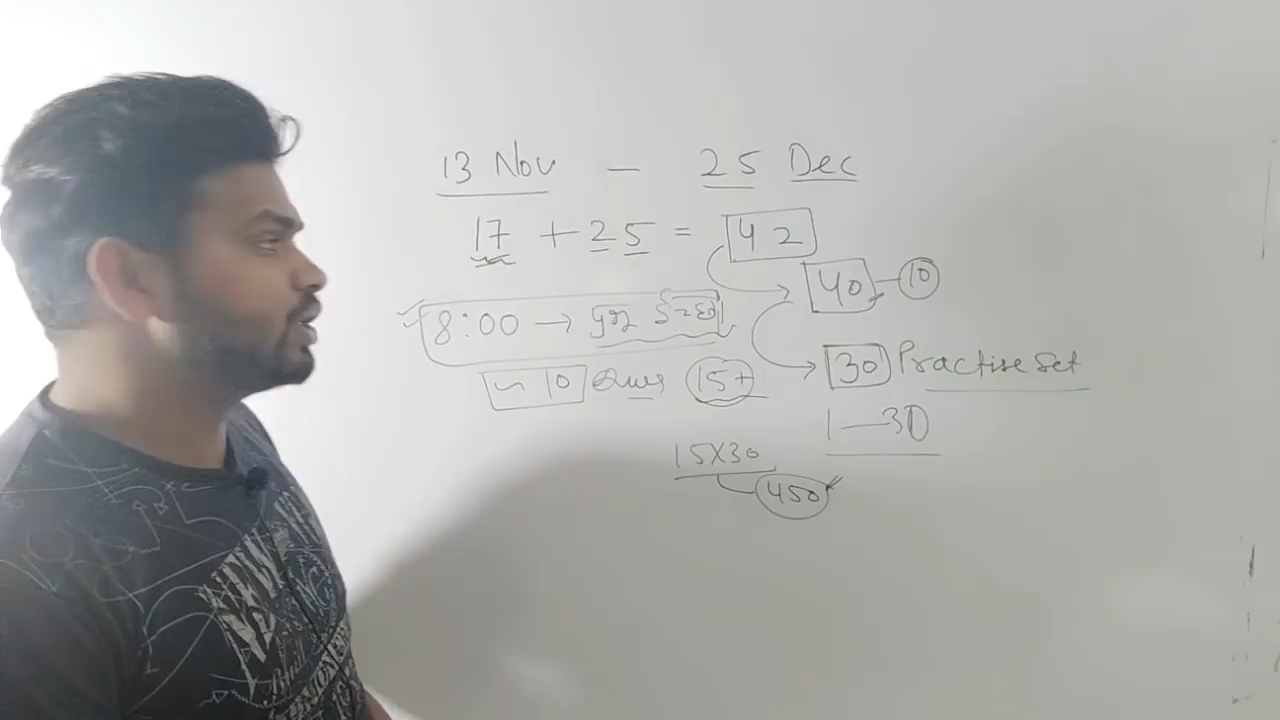 13 Nov — 25 Dec
17 + 25 = 42
40 — 10
8:00 →
~ 10 Ques 15+
30 Practise Set
1 — 30
15X30
450